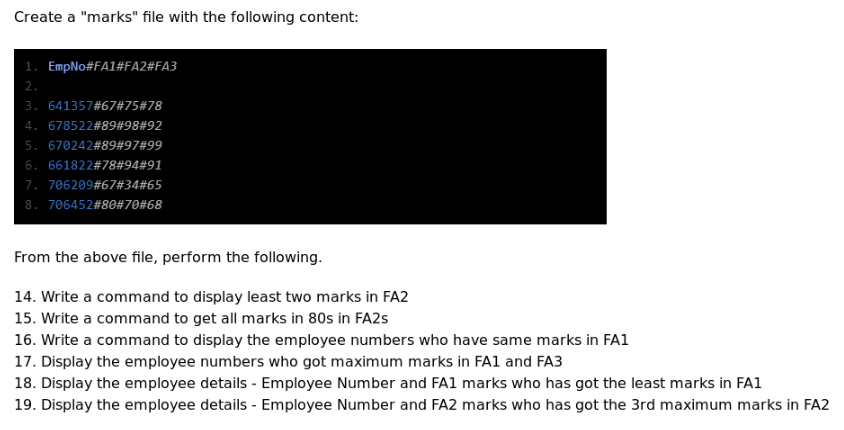 Create a "marks" file with the following content:
1. EmpNo#FA1#FA2#FA3
2.
3. 641357#67#75#78
4. 678522#89#98#92
5. 670242#89#97#99
6. 661822#78#94#91
7. 706209#67#34#65
8. 706452#80#70#68
From the above file, perform the following.
14. Write a command to display least two marks in FA2
15. Write a command to get all marks in 80s in FA2s
16. Write a command to display the employee numbers who have same marks in FA1
17. Display the employee numbers who got maximum marks in FA1 and FA3
18. Display the employee details - Employee Number and FA1 marks who has got the least marks in FA1
19. Display the employee details - Employee Number and FA2 marks who has got the 3rd maximum marks in FA2